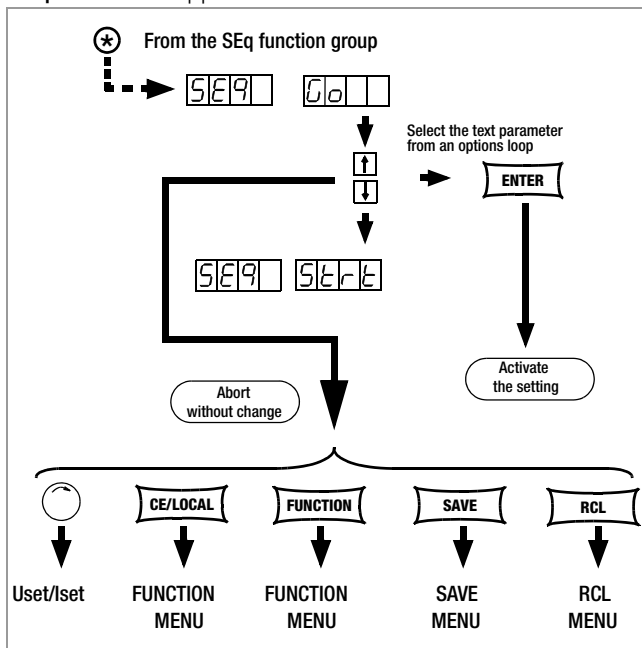 From the SEq function group
SEq Go
Select the text parameter
from an options loop
ENTER
SEq Strt
Activate
the setting
Abort
without change
CE/LOCAL FUNCTION SAVE RCL
Uset/Iset FUNCTION FUNCTION SAVE RCL
MENU MENU MENU MENU